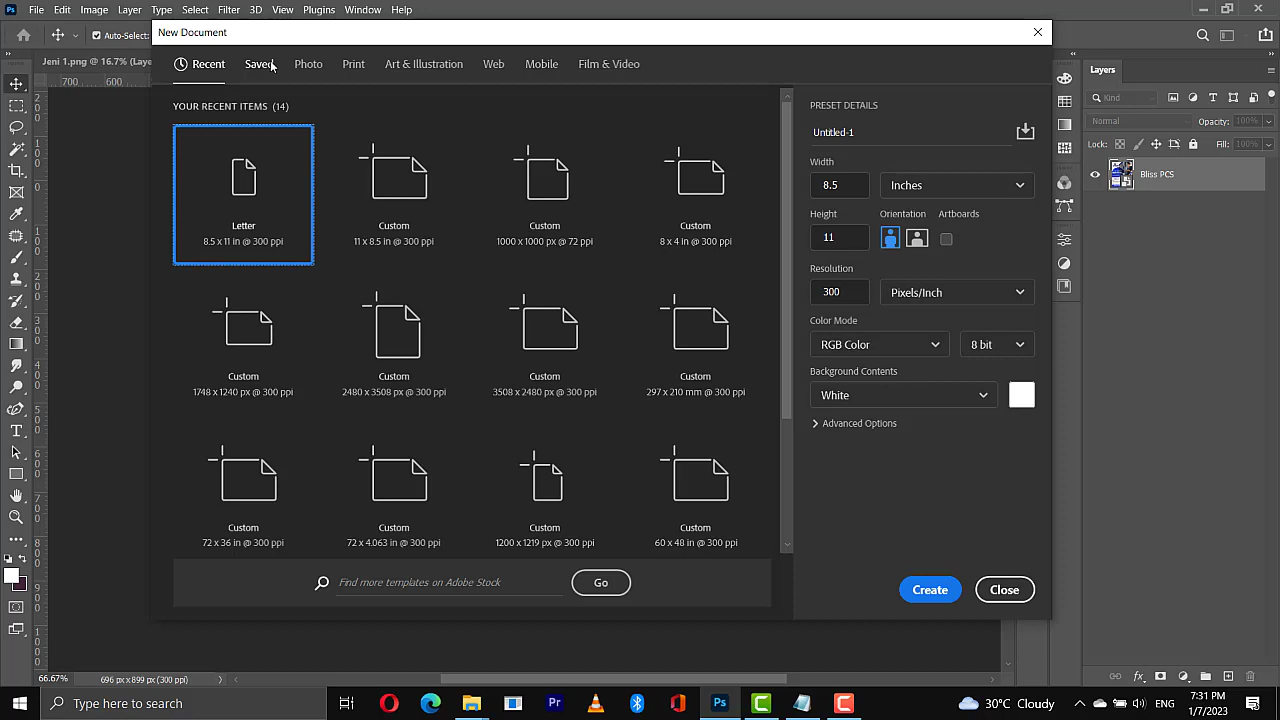 Ps File Edit Image Layer Type Select Filter 3D View Plugins Window Help
New Document
Auto-Select:
Jeni 1.png @ 16.7% (Laye
Recent Saved Photo Print Art & Illustration Web Mobile Film & Video
YOUR RECENT ITEMS (14)
Letter
8.5 x 11 in @ 300 ppi
Custom
11 x 8.5 in @ 300 ppi
Custom
1000 x 1000 px @ 72 ppi
Custom
8 x 4 in @ 300 ppi
Custom
1748 x 1240 px @ 300 ppi
Custom
2480 x 3508 px @ 300 ppi
Custom
3508 x 2480 px @ 300 ppi
Custom
297 x 210 mm @ 300 ppi
Custom
72 x 36 in @ 300 ppi
Custom
72 x 4.063 in @ 300 ppi
Custom
1200 x 1219 px @ 300 ppi
Custom
60 x 48 in @ 300 ppi
Find more templates on Adobe Stock
Go
PRESET DETAILS
Untitled-1
Width
8.5 Inches
Height Orientation Artboards
11
Resolution
300 Pixels/Inch
Color Mode
RGB Color 8 bit
Background Contents
White
Advanced Options
Create Close
Layers
Kind
Normal Opacity: 100%
Lock: Fill: 100%
Bliss PCS
700 600
66.67% 696 px x 899 px (300 ppi)
Type here to search
Pr
Ps
30°C Cloudy
7:31 PM
1/7/2023